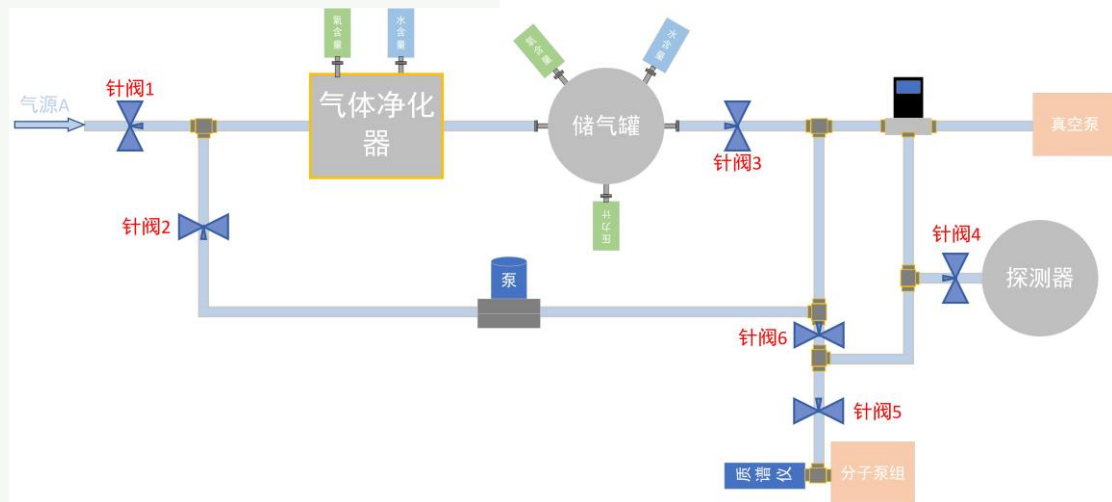 氧含量
水含量
针阀1
气源A
气体净化
器
氧含量
水含量
储气罐
针阀3
真空泵
针阀2
压力计
针阀4
泵
探测器
针阀6
针阀5
质谱仪
分子泵组